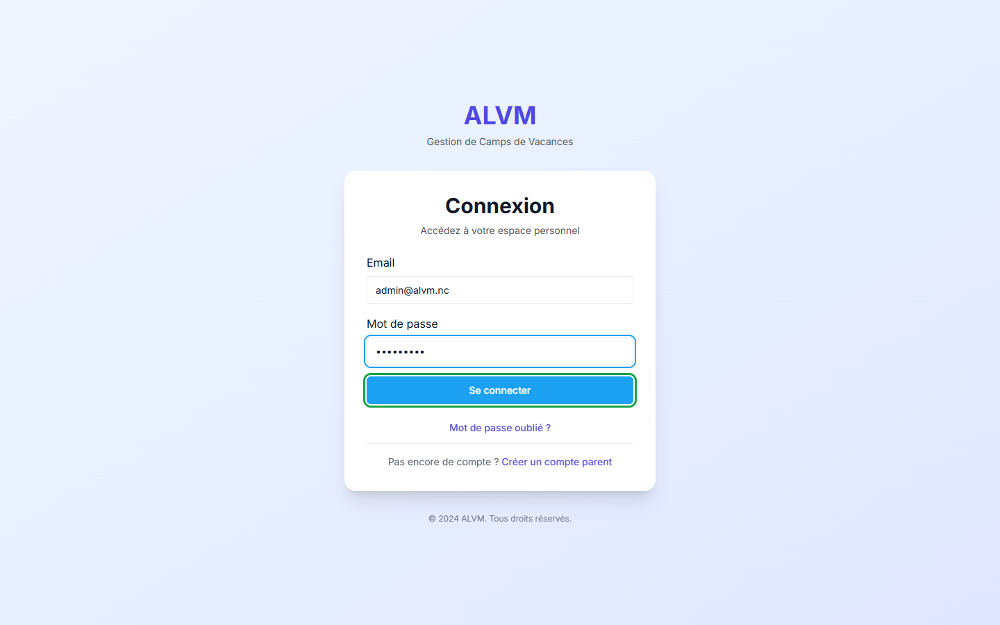 ALVM
Gestion de Camps de Vacances
Connexion
Accédez à votre espace personnel
Email
admin@alvm.nc
Mot de passe
•••••••••
Se connecter
Mot de passe oublié ?
Pas encore de compte ? Créer un compte parent
© 2024 ALVM. Tous droits réservés.